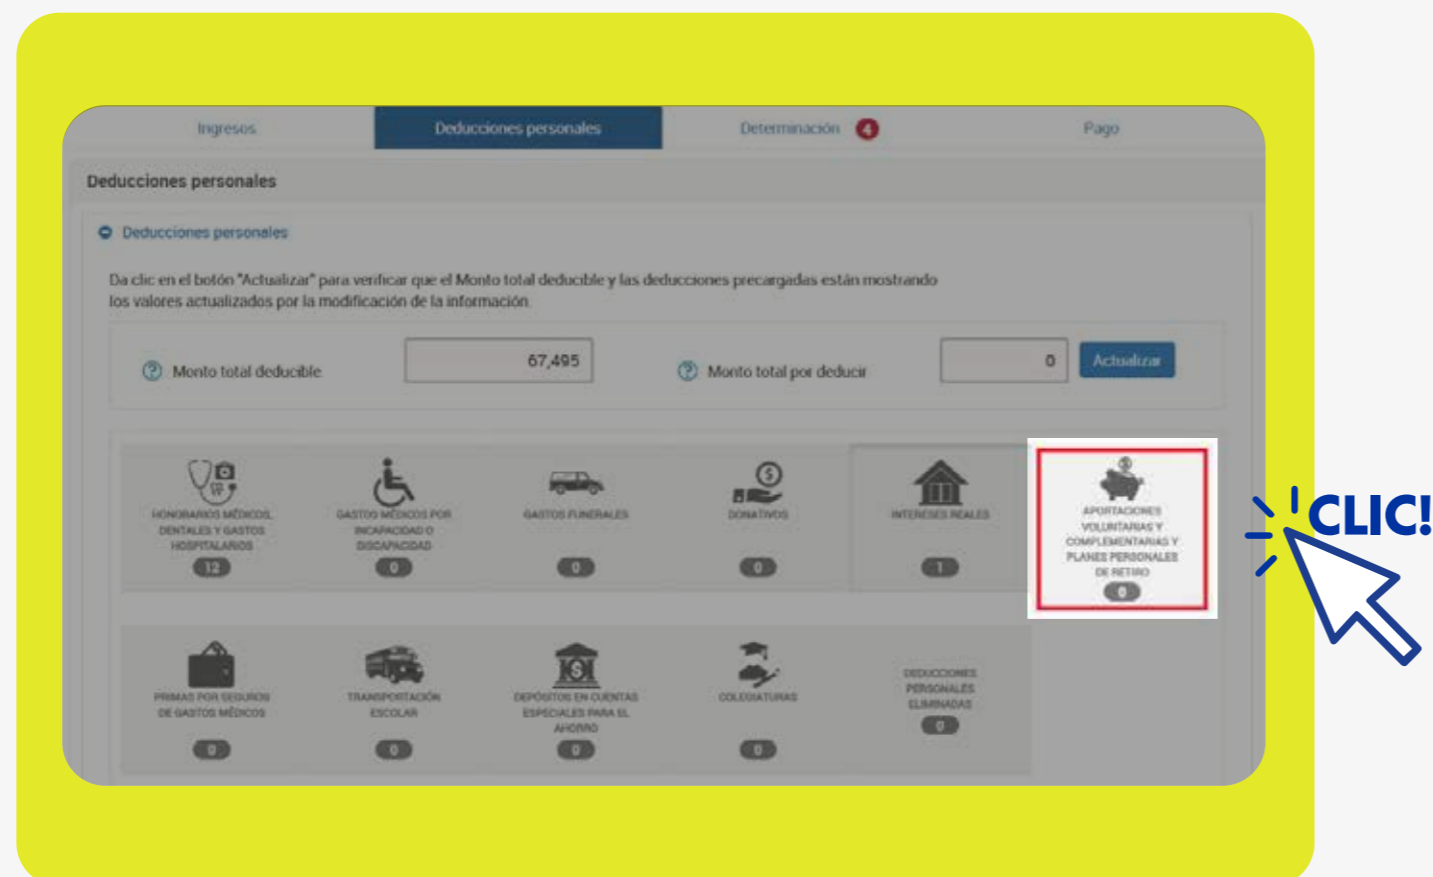 Ingresos
Deducciones personales
Determinación 4
Pago
Deducciones personales
Deducciones personales
Da clic en el botón "Actualizar" para verificar que el Monto total deducible y las deducciones precargadas están mostrando
los valores actualizados por la modificación de la información
? Monto total deducible
67,495
? Monto total por deducir
0
Actualizar
HONORARIOS MÉDICOS,
DENTALES Y GASTOS
HOSPITALARIOS
12
GASTOS MÉDICOS POR
INCAPACIDAD O
DISCAPACIDAD
0
GASTOS FUNERALES
0
DONATIVOS
0
INTERESES REALES
1
APORTACIONES
VOLUNTARIAS Y
COMPLEMENTARIAS Y
PLANES PERSONALES
DE RETIRO
0
CLIC!
PRIMAS POR SEGUROS
DE GASTOS MÉDICOS
0
TRANSPORTACIÓN
ESCOLAR
0
DEPÓSITOS EN CUENTAS
ESPECIALES PARA EL
AHORRO
0
COLEGIATURAS
0
DEDUCCIONES
PERSONALES
ELIMINADAS
0